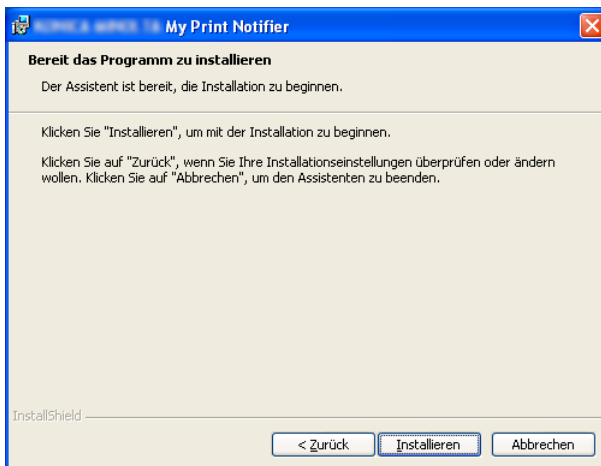 My Print Notifier
Bereit das Programm zu installieren
Der Assistent ist bereit, die Installation zu beginnen.
Klicken Sie "Installieren", um mit der Installation zu beginnen.
Klicken Sie auf "Zurück", wenn Sie Ihre Installationseinstellungen überprüfen oder ändern
wollen. Klicken Sie auf "Abbrechen", um den Assistenten zu beenden.
InstallShield
< Zurück Installieren Abbrechen